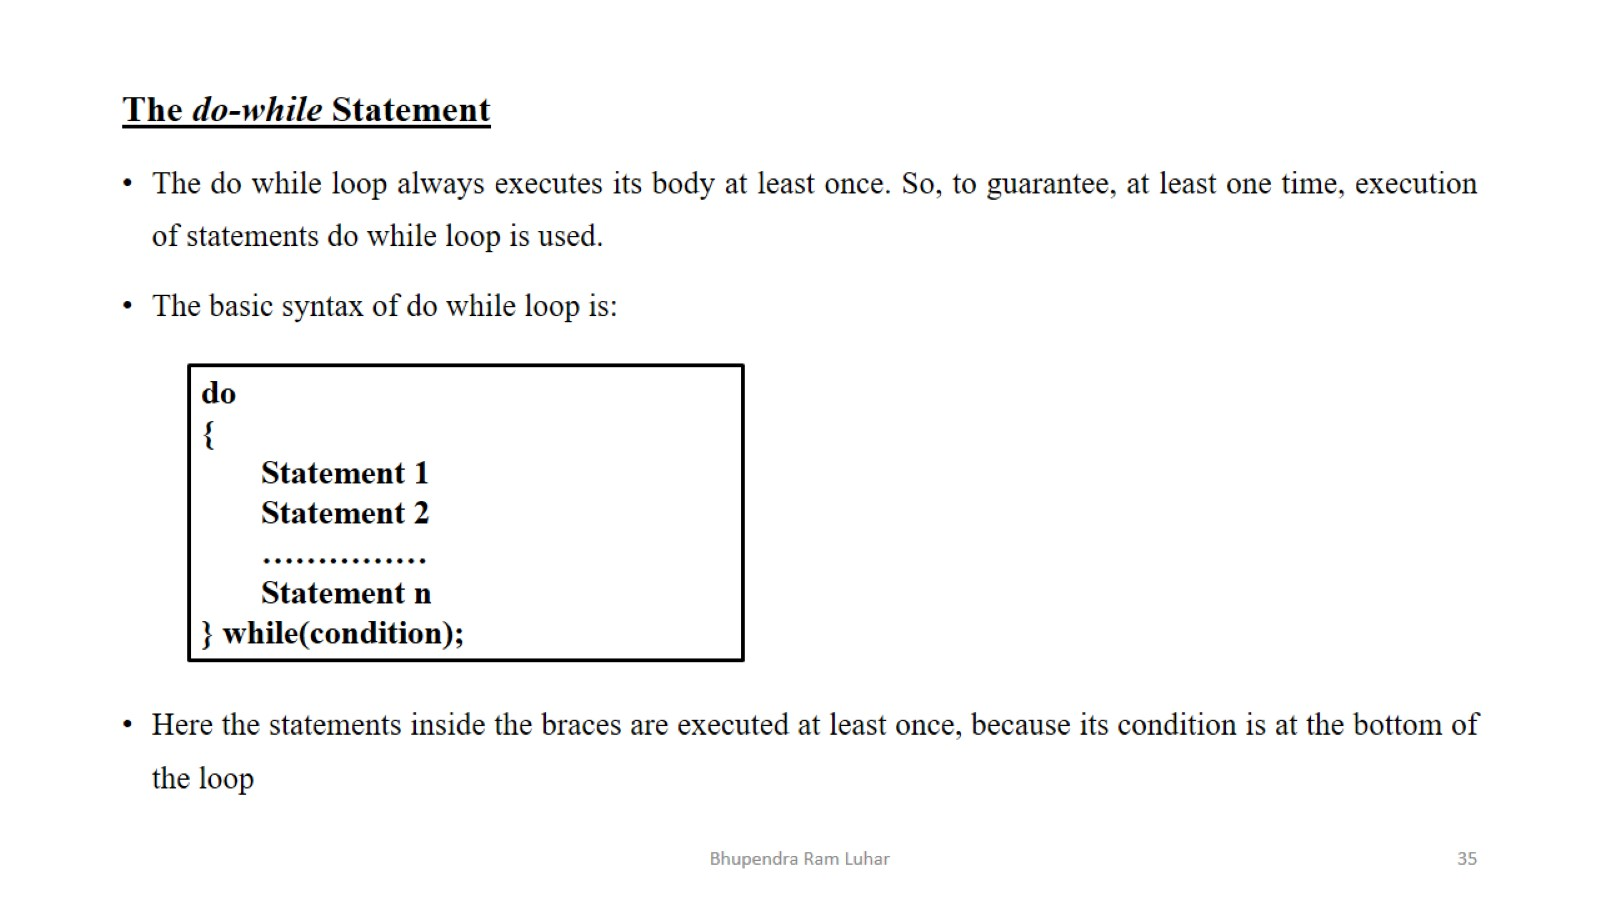 The do-while Statement
• The do while loop always executes its body at least once. So, to guarantee, at least one time, execution
of statements do while loop is used.
• The basic syntax of do while loop is:
do
{
Statement 1
Statement 2
……………
Statement n
} while(condition);
• Here the statements inside the braces are executed at least once, because its condition is at the bottom of
the loop
Bhupendra Ram Luhar
35